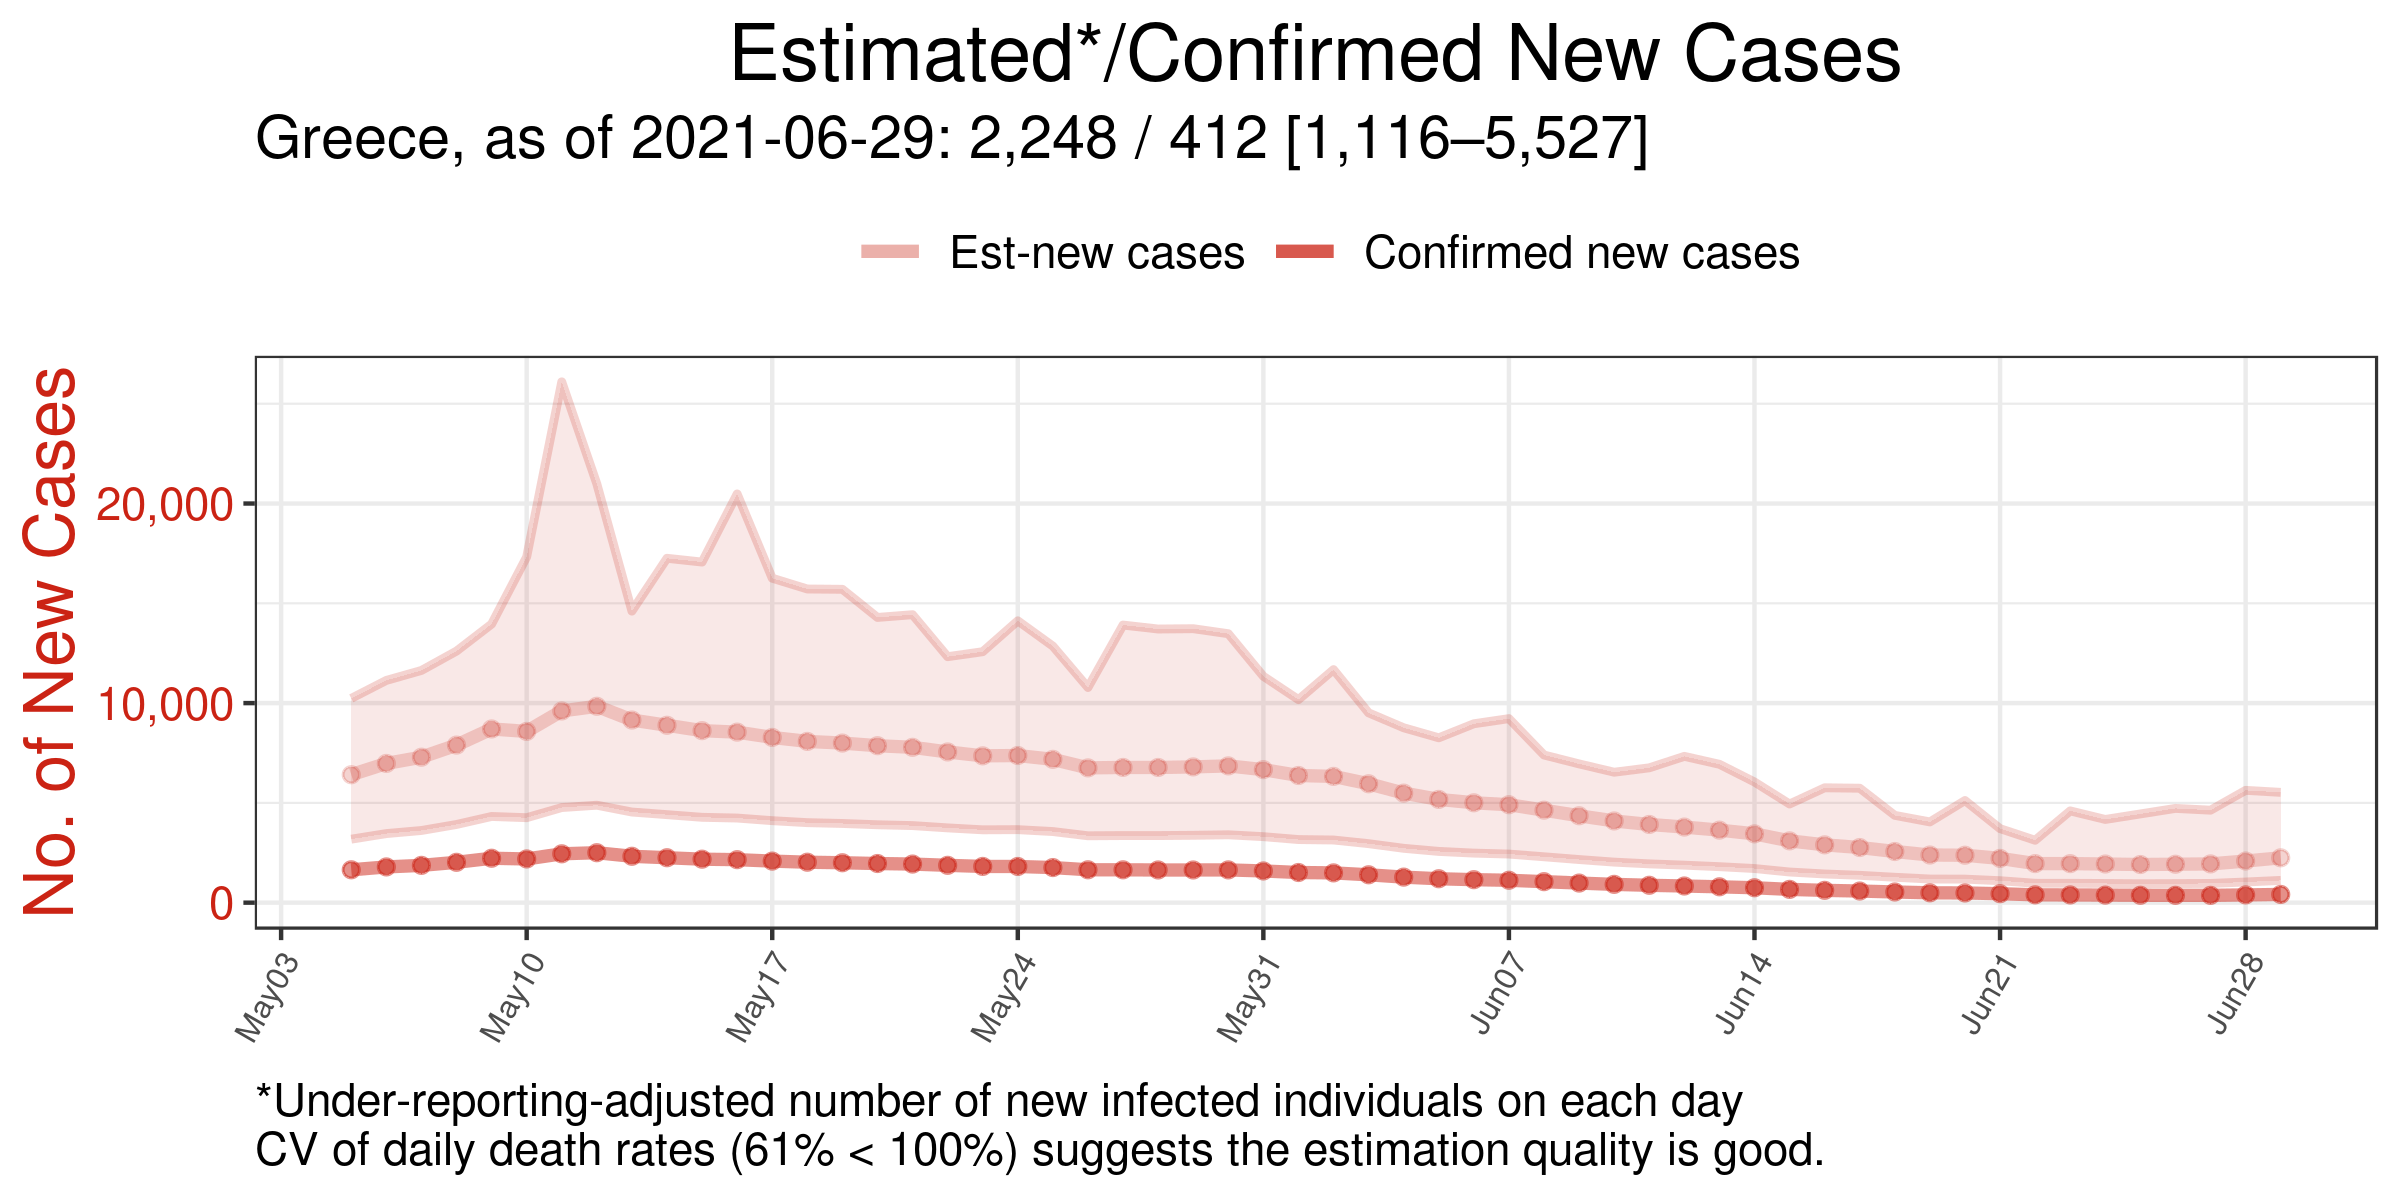 Estimated*/Confirmed New Cases
Greece, as of 2021-06-29: 2,248 / 412 [1,116–5,527]
Est-new cases
Confirmed new cases
No. of New Cases
20,000
10,000
0
May03
May10
May17
May24
May31
Jun07
Jun14
Jun21
Jun28
*Under-reporting-adjusted number of new infected individuals on each day
CV of daily death rates (61% < 100%) suggests the estimation quality is good.